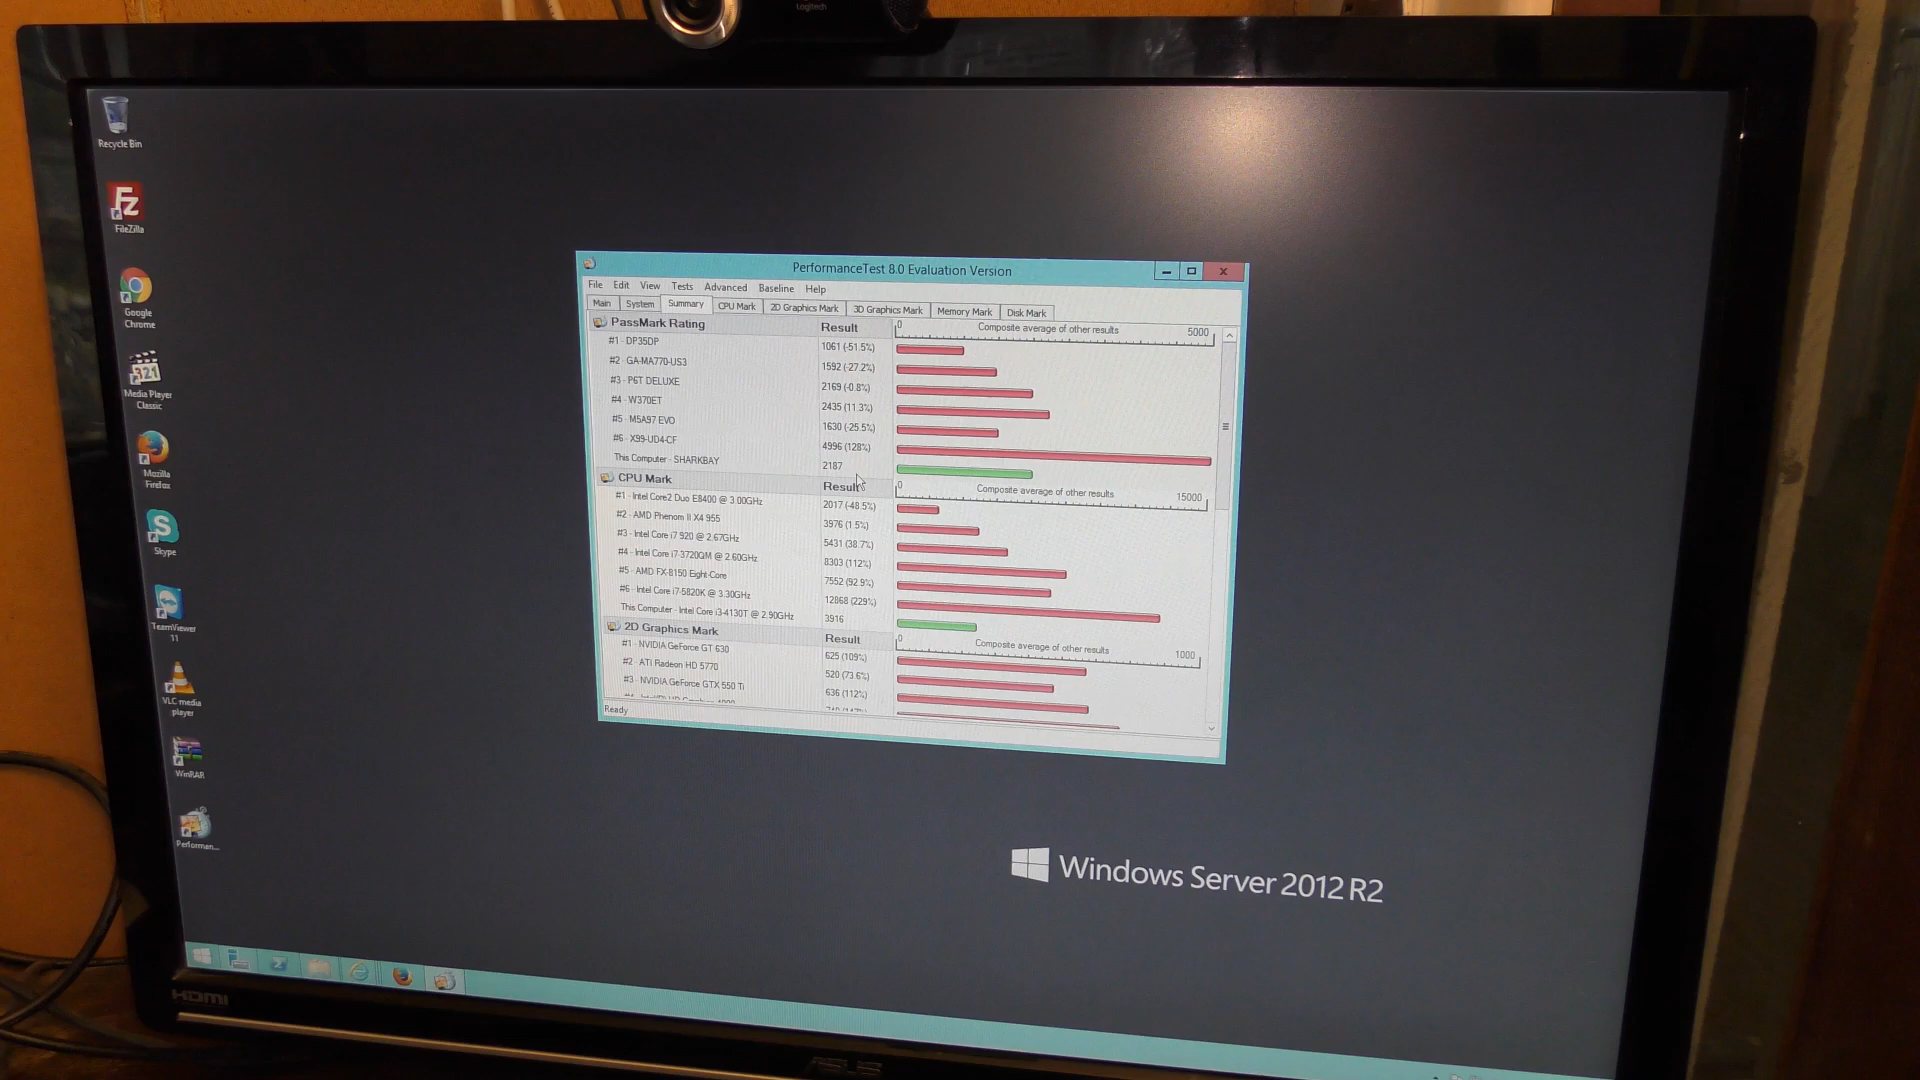 Logitech
Recycle Bin
FileZilla
Google
Chrome
Media Player
Classic
Mozilla
Firefox
Skype
TeamViewer
11
VLC media
player
WinRAR
Performan...
PerformanceTest 8.0 Evaluation Version
File Edit View Tests Advanced Baseline Help
Main System Summary CPU Mark 2D Graphics Mark 3D Graphics Mark Memory Mark Disk Mark
PassMark Rating Result 0 Composite average of other results 5000
#1 - DP35DP 1061 (-51.5%)
#2 - GA-MA770-US3 1592 (-27.2%)
#3 - P6T DELUXE 2169 (-0.8%)
#4 - W370ET 2435 (11.3%)
#5 - M5A97 EVO 1630 (-25.5%)
#6 - X99-UD4-CF 4996 (128%)
This Computer - SHARKBAY 2187
CPU Mark Result 0 Composite average of other results 15000
#1 - Intel Core2 Duo E8400 @ 3.00GHz 2017 (-48.5%)
#2 - AMD Phenom II X4 955 3976 (1.5%)
#3 - Intel Core i7 920 @ 2.67GHz 5431 (38.7%)
#4 - Intel Core i7-3720QM @ 2.60GHz 8303 (112%)
#5 - AMD FX-8150 Eight-Core 7552 (92.9%)
#6 - Intel Core i7-5820K @ 3.30GHz 12868 (229%)
This Computer - Intel Core i3-4130T @ 2.90GHz 3916
2D Graphics Mark Result 0 Composite average of other results 1000
#1 - NVIDIA GeForce GT 630 625 (109%)
#2 - ATI Radeon HD 5770 520 (73.6%)
#3 - NVIDIA GeForce GTX 550 Ti 636 (112%)
Ready
Windows Server 2012 R2
HDMI
ASUS